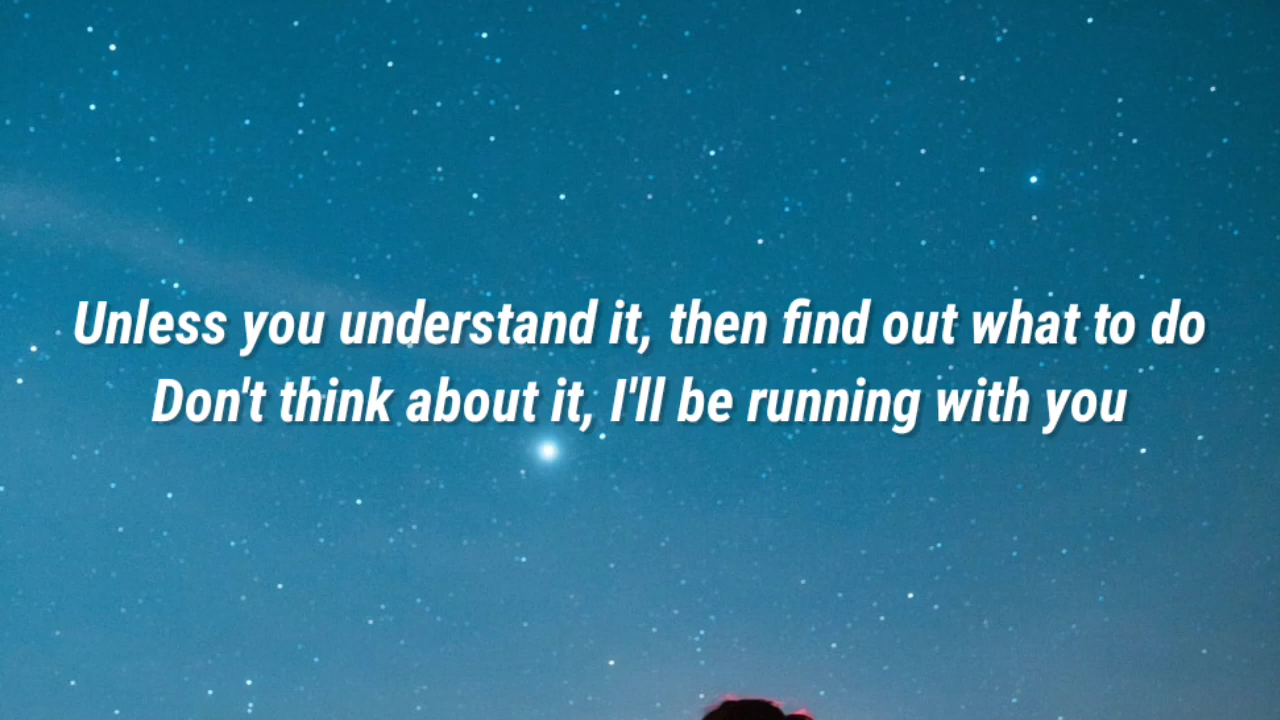 Unless you understand it, then find out what to do
Don't think about it, I'll be running with you